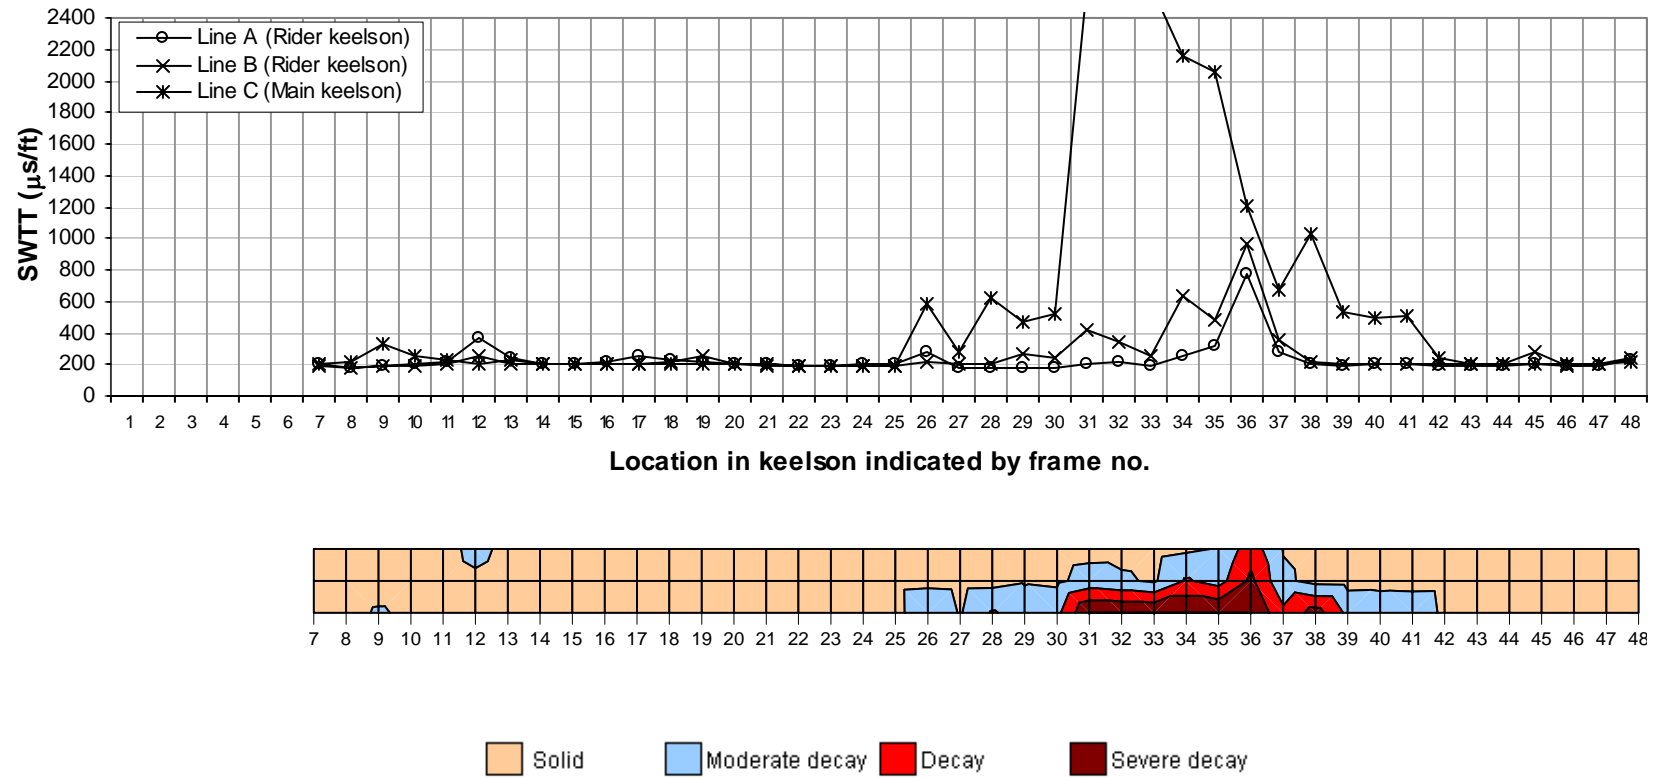 2400
2200
2000
1800
1600
1400
1200
1000
800
600
400
200
0
SWTT (µs/ft)
Line A (Rider keelson)
Line B (Rider keelson)
Line C (Main keelson)
1 2 3 4 5 6 7 8 9 10 11 12 13 14 15 16 17 18 19 20 21 22 23 24 25 26 27 28 29 30 31 32 33 34 35 36 37 38 39 40 41 42 43 44 45 46 47 48
Location in keelson indicated by frame no.
7 8 9 10 11 12 13 14 15 16 17 18 19 20 21 22 23 24 25 26 27 28 29 30 31 32 33 34 35 36 37 38 39 40 41 42 43 44 45 46 47 48
Solid Moderate decay Decay Severe decay